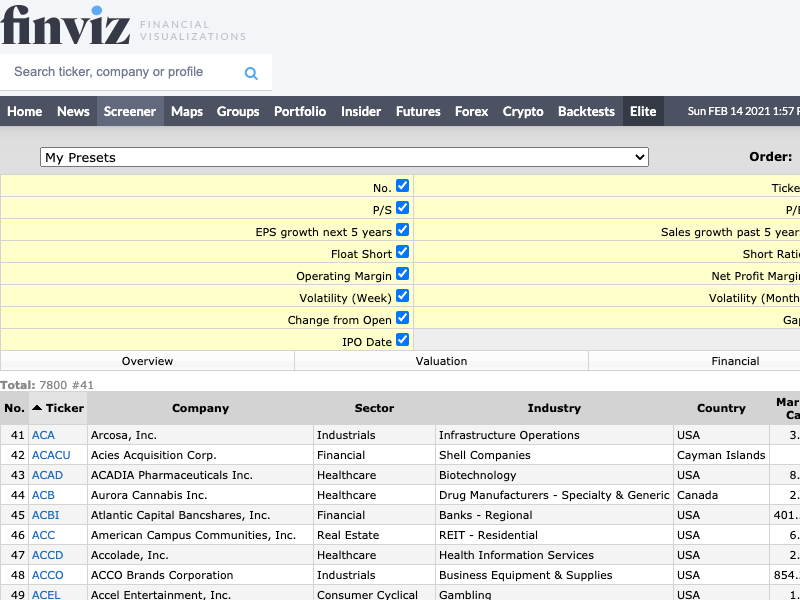 finviz FINANCIAL
VISUALIZATIONS
Search ticker, company or profile
Home News Screener Maps Groups Portfolio Insider Futures Forex Crypto Backtests Elite Sun FEB 14 2021 1:57
My Presets Order:
No. Ticke
P/S P/
EPS growth next 5 years Sales growth past 5 year
Float Short Short Rati
Operating Margin Net Profit Margi
Volatility (Week) Volatility (Month
Change from Open Ga
IPO Date
Overview Valuation Financial
Total: 7800 #41
No. Ticker Company Sector Industry Country Mar
Ca
41 ACA Arcosa, Inc. Industrials Infrastructure Operations USA 3.
42 ACACU Acies Acquisition Corp. Financial Shell Companies Cayman Islands
43 ACAD ACADIA Pharmaceuticals Inc. Healthcare Biotechnology USA 8.
44 ACB Aurora Cannabis Inc. Healthcare Drug Manufacturers - Specialty & Generic Canada 2.
45 ACBI Atlantic Capital Bancshares, Inc. Financial Banks - Regional USA 401.
46 ACC American Campus Communities, Inc. Real Estate REIT - Residential USA 6.
47 ACCD Accolade, Inc. Healthcare Health Information Services USA 2.
48 ACCO ACCO Brands Corporation Industrials Business Equipment & Supplies USA 854.
49 ACEL Accel Entertainment, Inc. Consumer Cyclical Gambling USA 1.